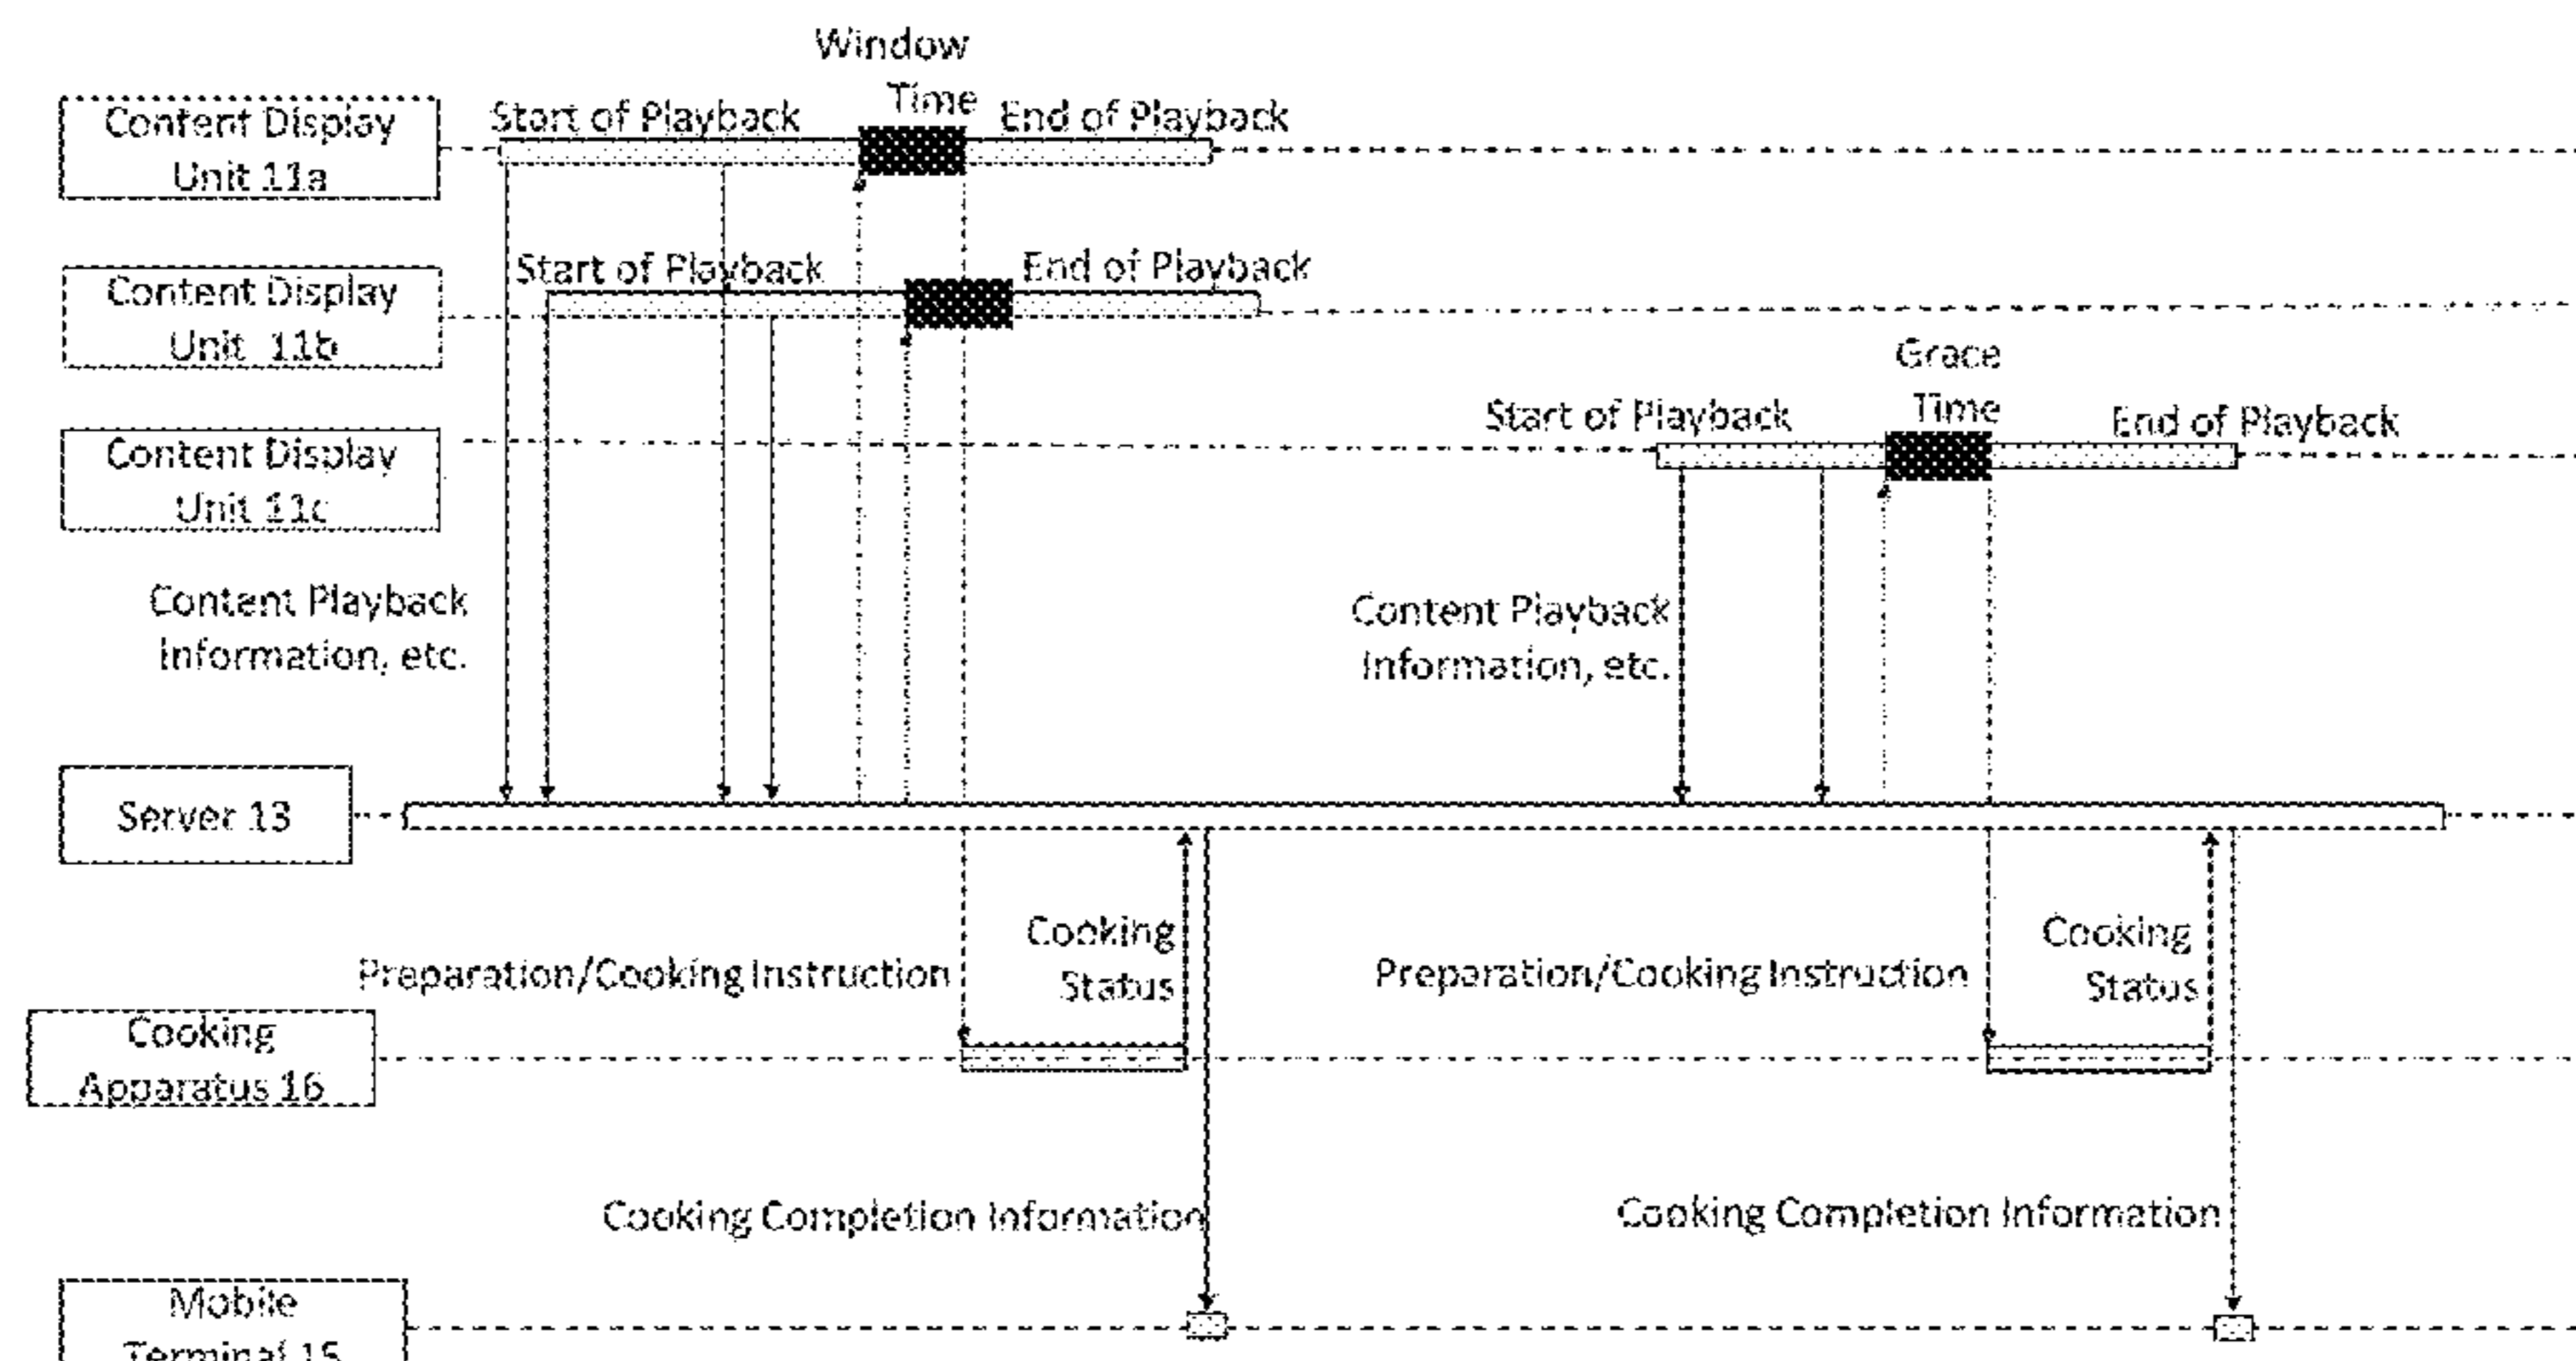 Window
Time
Start of Playback
End of Playback
Content Display
Unit 11a
Start of Playback
End of Playback
Content Display
Unit 11b
Grace
Time
Start of Playback
End of Playback
Content Display
Unit 11c
Content Playback
Information, etc.
Content Playback
Information, etc.
Server 13
Cooking
Status
Preparation/Cooking Instruction
Cooking
Status
Preparation/Cooking Instruction
Cooking
Apparatus 16
Cooking Completion Information
Cooking Completion Information
Mobile
Terminal 15